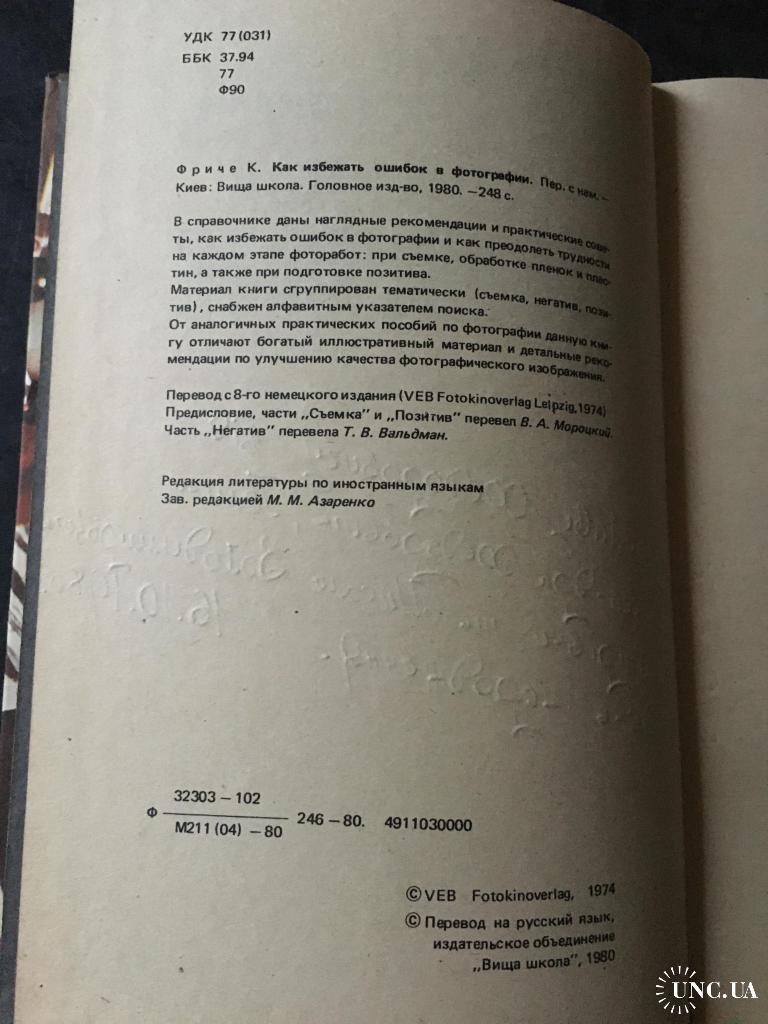 УДК 77 (031)
ББК 37.94
77
Ф90
Фриче К. Как избежать ошибок в фотографии. Пер. с нем. –
Киев: Вища школа. Головное изд-во, 1980. – 248 с.
В справочнике даны наглядные рекомендации и практические сове-
ты, как избежать ошибок в фотографии и как преодолеть трудности
на каждом этапе фоторабот: при съемке, обработке пленок и плас-
тин, а также при подготовке позитива.
Материал книги сгруппирован тематически (съемка, негатив, пози-
тив), снабжен алфавитным указателем поиска.
От аналогичных практических пособий по фотографии данную кни-
гу отличают богатый иллюстративный материал и детальные реко-
мендации по улучшению качества фотографического изображения.
Перевод с 8-го немецкого издания (VEB Fotokinoverlag Leipzig, 1974)
Предисловие, части „Съемка" и „Позитив" перевел В. А. Мороцкий.
Часть „Негатив" перевела Т. В. Вальдман.
Редакция литературы по иностранным языкам
Зав. редакцией М. М. Азаренко
32303 – 102
Ф 246 – 80. 4911030000
М211 (04) – 80
© VEB Fotokinoverlag, 1974
© Перевод на русский язык,
издательское объединение
„Вища школа", 1980
UNC.UA